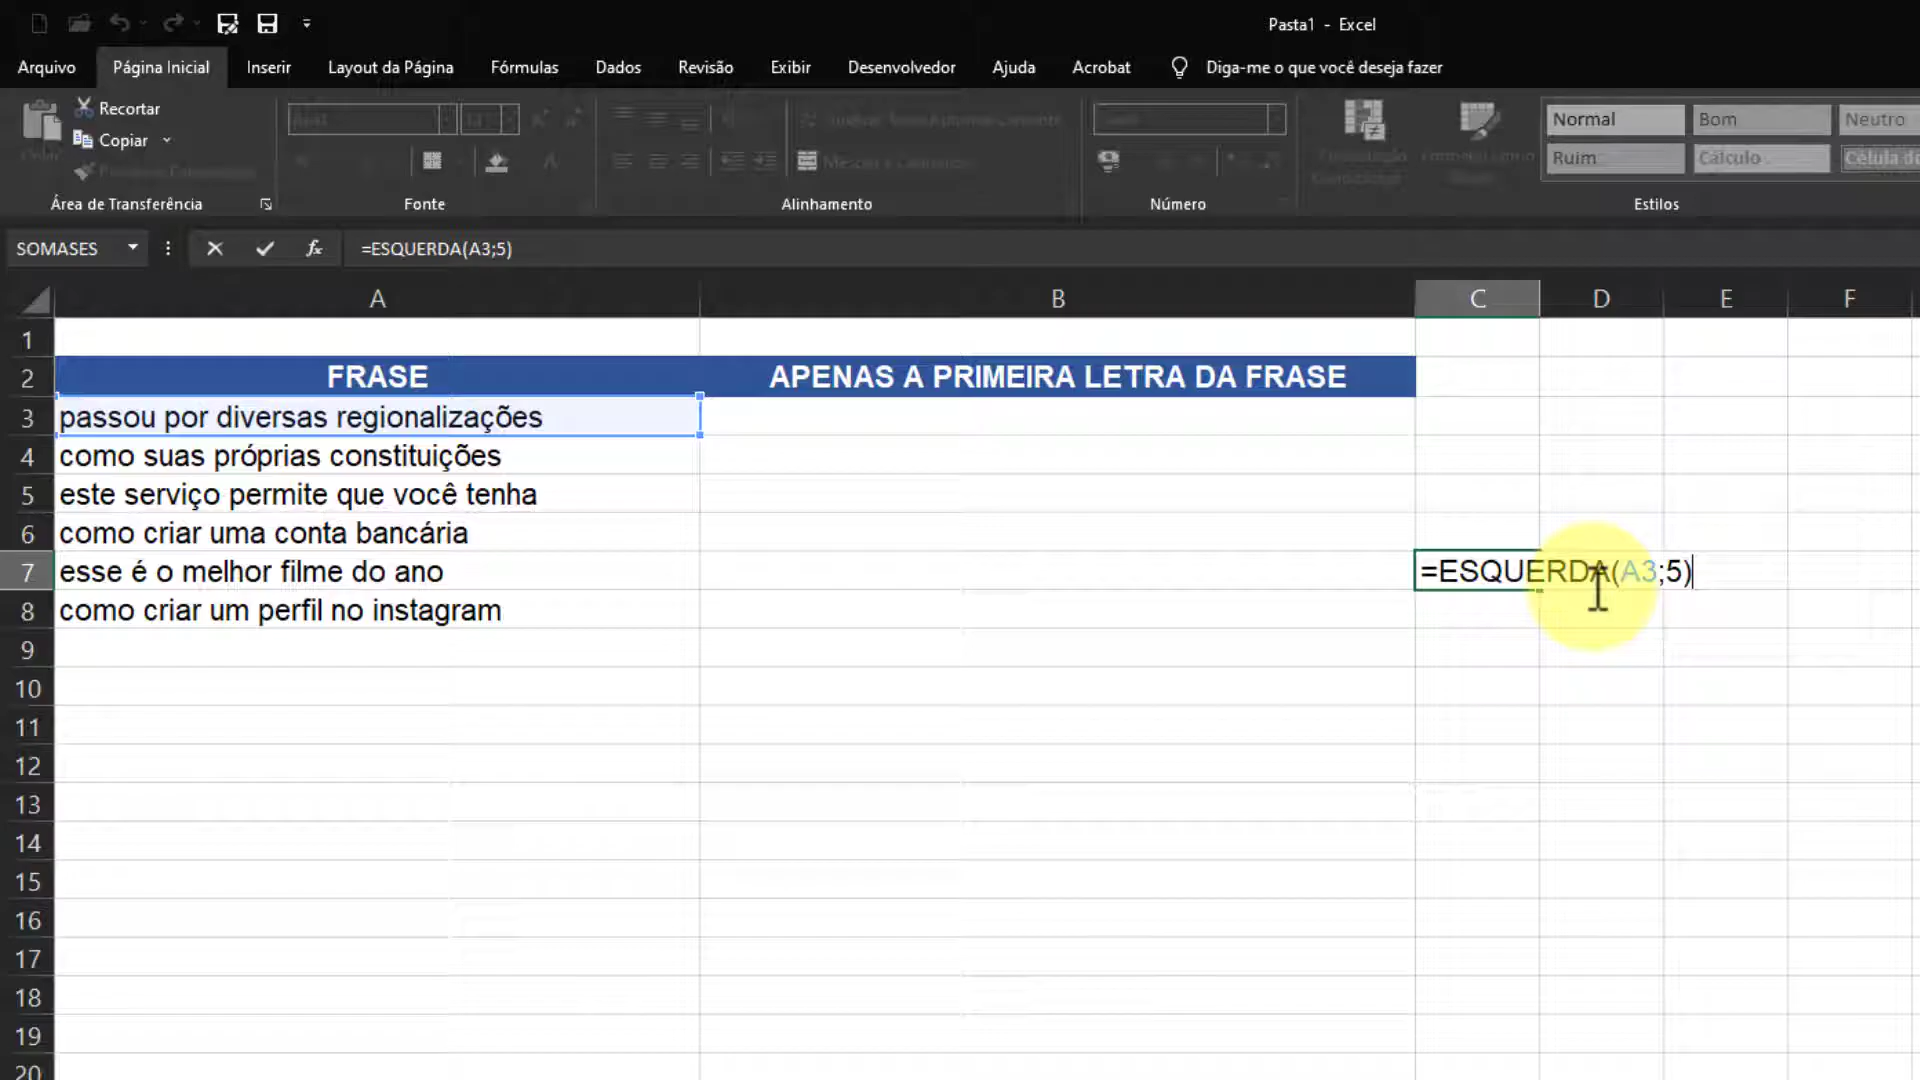 Pasta1 - Excel
Arquivo Página Inicial Inserir Layout da Página Fórmulas Dados Revisão Exibir Desenvolvedor Ajuda Acrobat Diga-me o que você deseja fazer
Recortar
Copiar
Normal Bom Neutro
Ruim Cálculo
Área de Transferência Fonte Alinhamento Número Estilos
SOMASES fx =ESQUERDA(A3;5)
A B C D E F
1
2 FRASE APENAS A PRIMEIRA LETRA DA FRASE
3 passou por diversas regionalizações
4 como suas próprias constituições
5 este serviço permite que você tenha
6 como criar uma conta bancária
7 esse é o melhor filme do ano =ESQUERDA(A3;5)
8 como criar um perfil no instagram
9
10
11
12
13
14
15
16
17
18
19
20